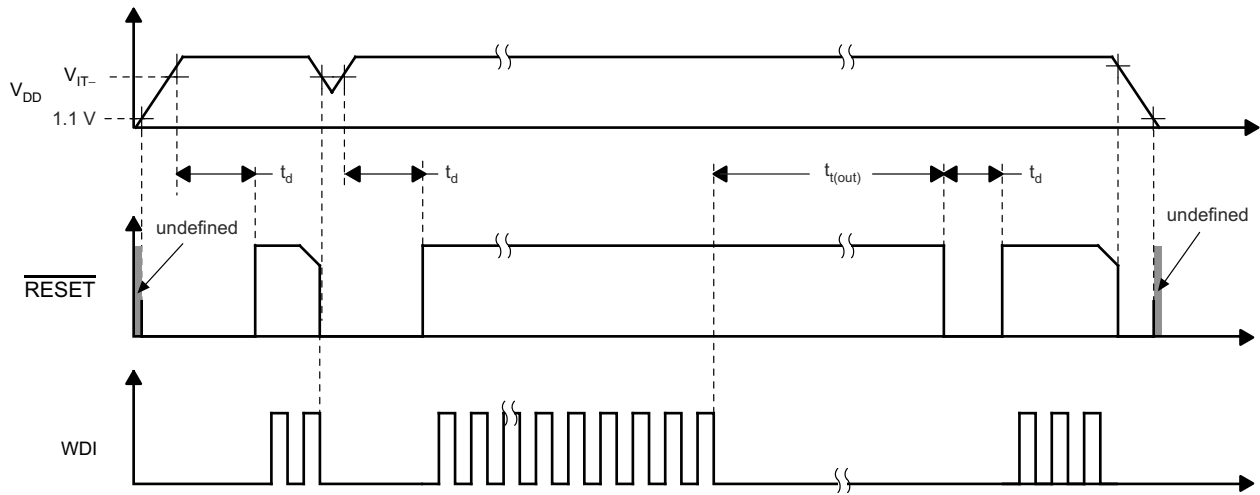 V_IT–
V_DD
1.1 V
t_d
t_d
t_t(out)
t_d
undefined
undefined
RESET
WDI